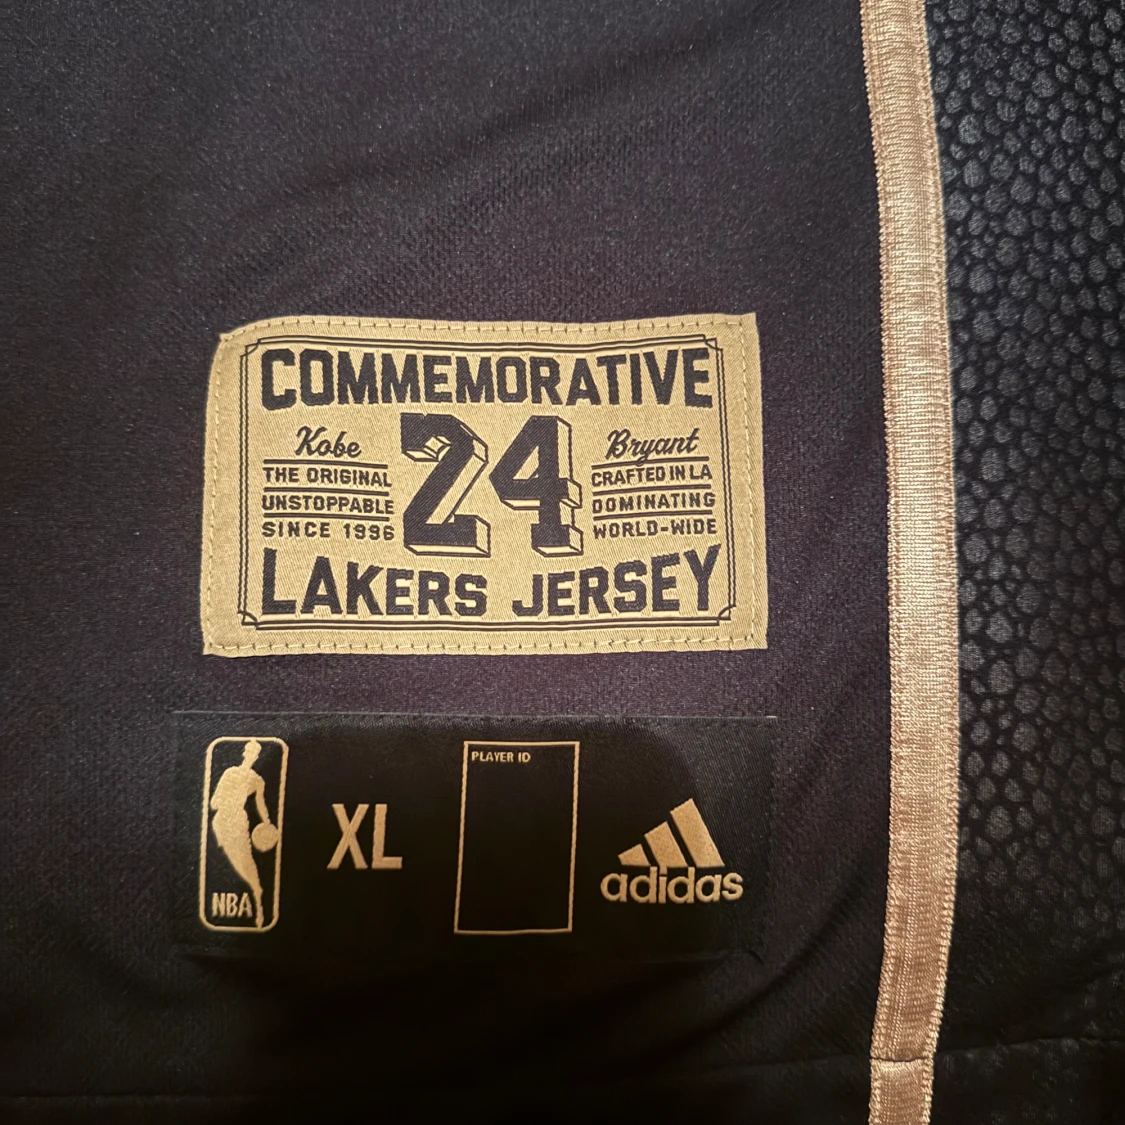 COMMEMORATIVE
Kobe
THE ORIGINAL
UNSTOPPABLE
SINCE 1996
24
Bryant
CRAFTED IN LA
DOMINATING
WORLD-WIDE
LAKERS JERSEY
NBA
XL
PLAYER ID
adidas